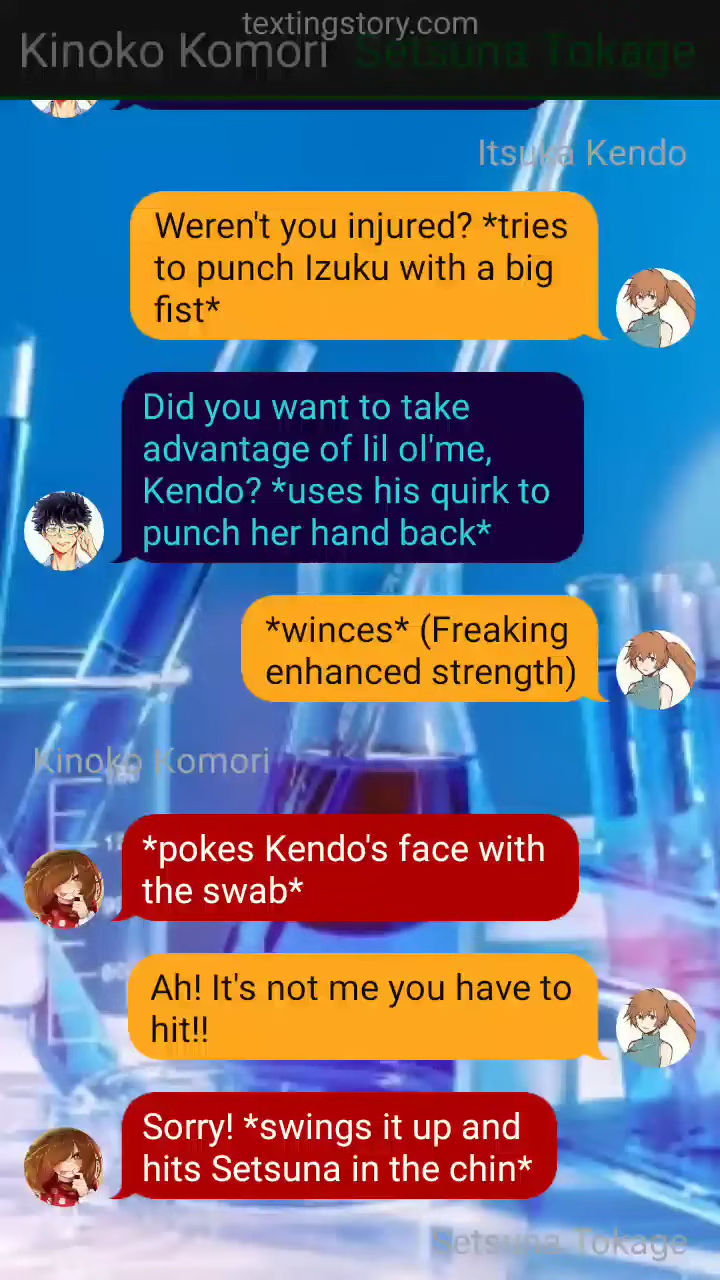 textingstory.com
Kinoko Komori Setsuna Tokage
Itsuka Kendo
Weren't you injured? *tries
to punch Izuku with a big
fist*
Did you want to take
advantage of lil ol'me,
Kendo? *uses his quirk to
punch her hand back*
*winces* (Freaking
enhanced strength)
Kinoko Komori
*pokes Kendo's face with
the swab*
Ah! It's not me you have to
hit!!
Sorry! *swings it up and
hits Setsuna in the chin*
Setsuna Tokage